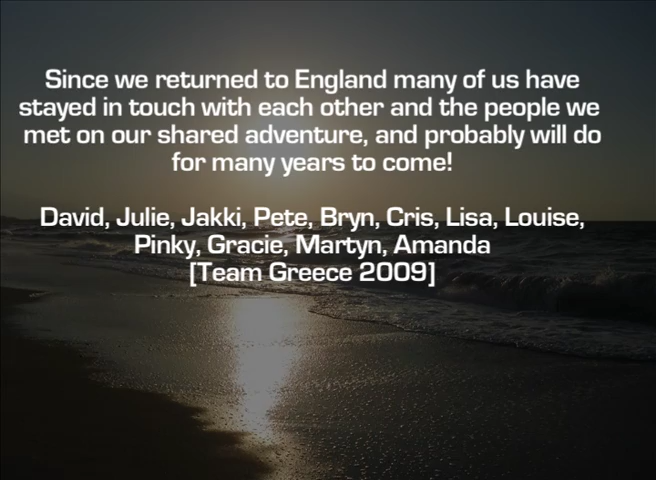 Since we returned to England many of us have
stayed in touch with each other and the people we
met on our shared adventure, and probably will do
for many years to come!
David, Julie, Jakki, Pete, Bryn, Cris, Lisa, Louise,
Pinky, Gracie, Martyn, Amanda
[Team Greece 2009]